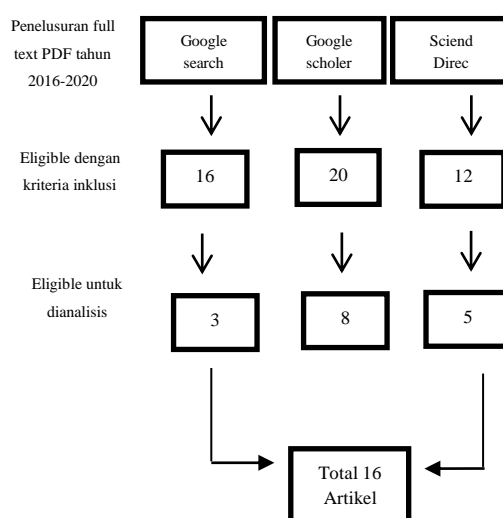 Penelusuran full
text PDF tahun
2016-2020
Google
search
Google
scholer
Sciend
Direc
Eligible dengan
kriteria inklusi
16
20
12
Eligible untuk
dianalisis
3
8
5
Total 16
Artikel